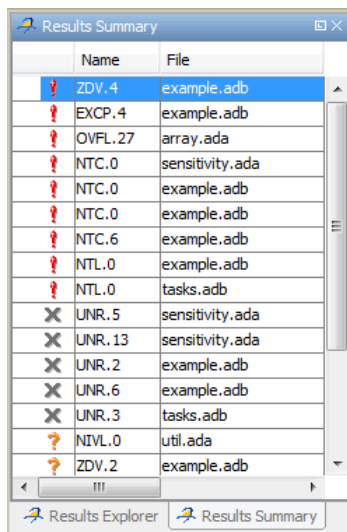 Results Summary
Name File
ZDV.4 example.adb
EXCP.4 example.adb
OVFL.27 array.ada
NTC.0 sensitivity.ada
NTC.0 example.adb
NTC.0 example.adb
NTC.6 example.adb
NTL.0 example.adb
NTL.0 tasks.adb
UNR.5 sensitivity.ada
UNR.13 sensitivity.ada
UNR.2 example.adb
UNR.6 example.adb
UNR.3 tasks.adb
NIVL.0 util.ada
ZDV.2 example.adb
Results Explorer Results Summary